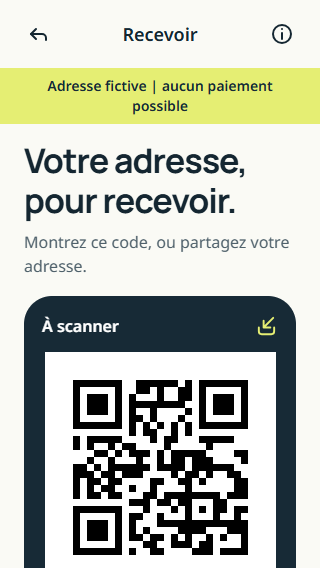 Recevoir
Adresse fictive | aucun paiement
possible
Votre adresse,
pour recevoir.
Montrez ce code, ou partagez votre
adresse.
À scanner